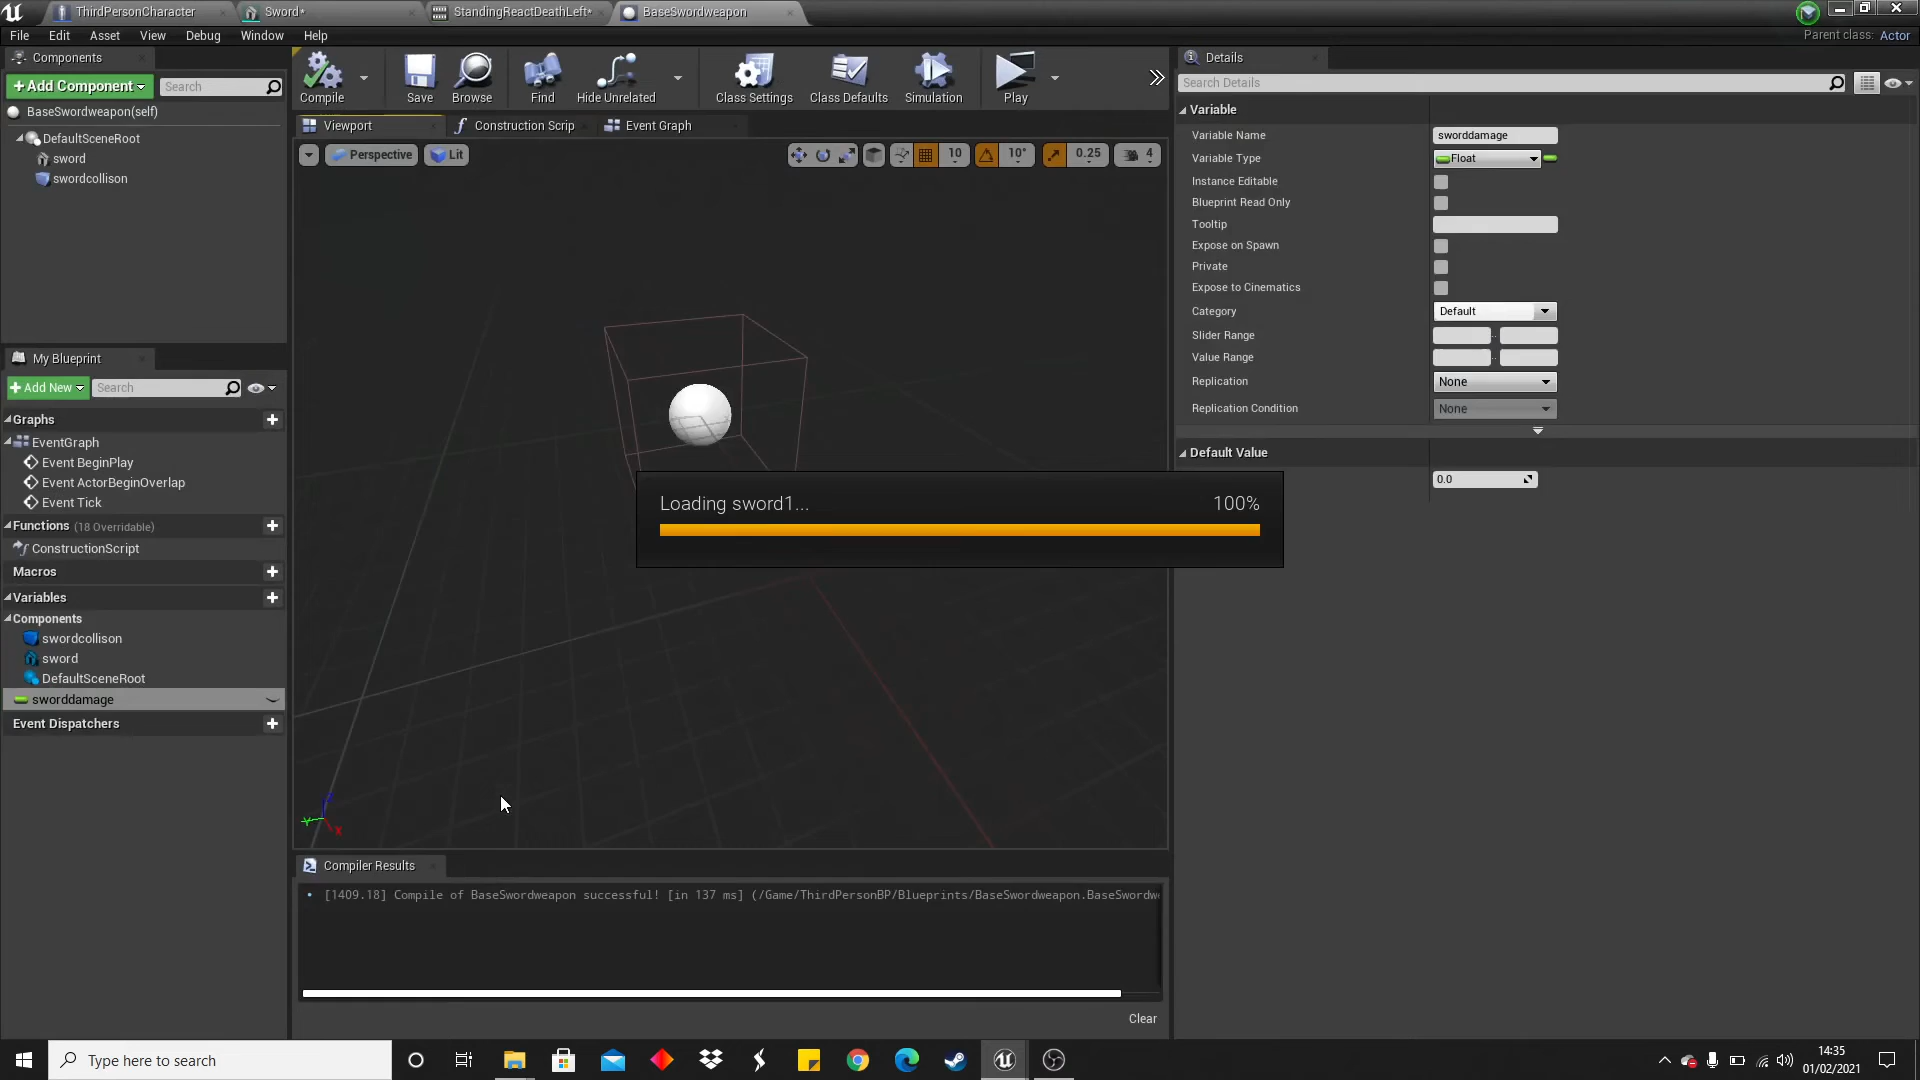 ThirdPersonCharacter
Sword*
StandingReactDeathLeft*
BaseSwordweapon
File
Edit
Asset
View
Debug
Window
Help
Parent class: Actor
Components
+Add Component
Search
BaseSwordweapon(self)
DefaultSceneRoot
sword
swordcollison
Compile
Save
Browse
Find
Hide Unrelated
Class Settings
Class Defaults
Simulation
Play
Viewport
Construction Scrip
Event Graph
Perspective
Lit
10
10°
0.25
4
Loading sword1...
100%
My Blueprint
+Add New
Search
Graphs
EventGraph
Event BeginPlay
Event ActorBeginOverlap
Event Tick
Functions (18 Overridable)
ConstructionScript
Macros
Variables
Components
swordcollison
sword
DefaultSceneRoot
sworddamage
Event Dispatchers
X
Compiler Results
[1409.18] Compile of BaseSwordweapon successful! [in 137 ms] (/Game/ThirdPersonBP/Blueprints/BaseSwordweapon.BaseSwordwe
Clear
Details
Search Details
Variable
Variable Name
sworddamage
Variable Type
Float
Instance Editable
Blueprint Read Only
Tooltip
Expose on Spawn
Private
Expose to Cinematics
Category
Default
Slider Range
Value Range
Replication
None
Replication Condition
None
Default Value
0.0
Type here to search
14:35
01/02/2021